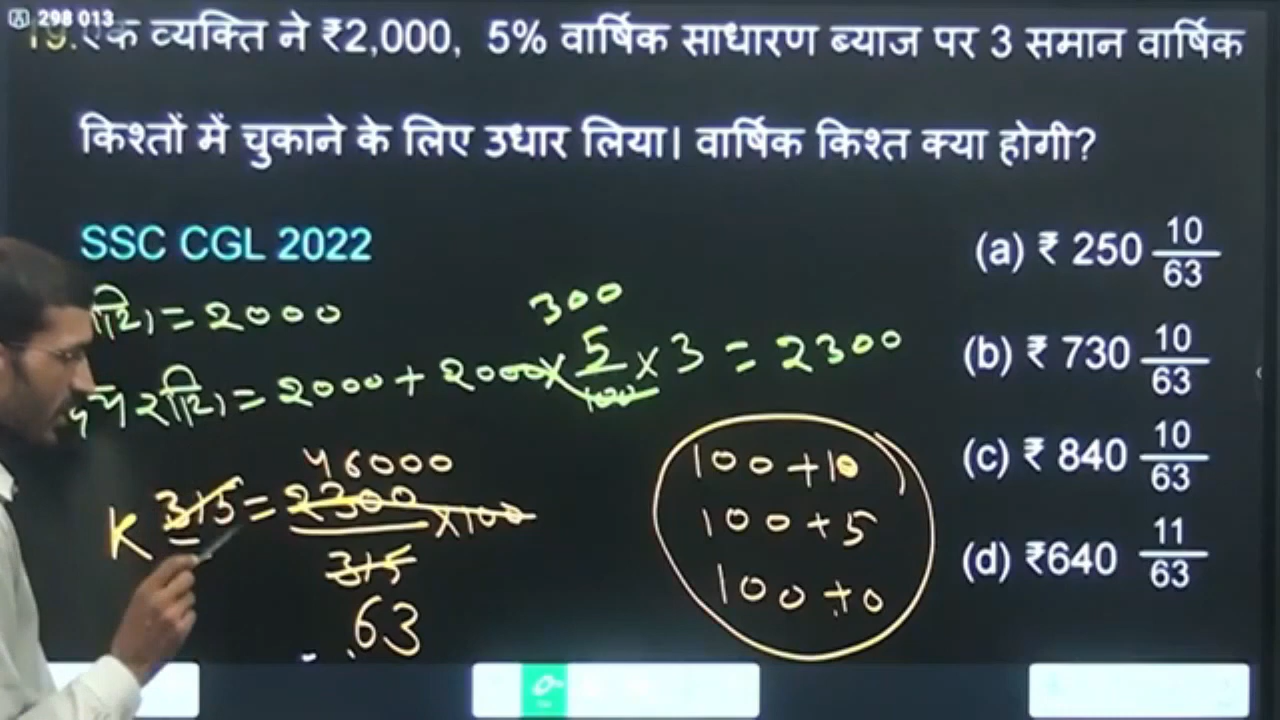 298 013
19.एक व्यक्ति ने ₹2,000, 5% वार्षिक साधारण ब्याज पर 3 समान वार्षिक
किश्तों में चुकाने के लिए उधार लिया। वार्षिक किश्त क्या होगी?
SSC CGL 2022
= 2000
300
= 2000 + 2000 × 5/100 × 3 = 2300
46000
K 315 = 2300/315 × 100
63
100 + 10
100 + 5
100 + 0
(a) ₹ 250 10/63
(b) ₹ 730 10/63
(c) ₹ 840 10/63
(d) ₹640 11/63